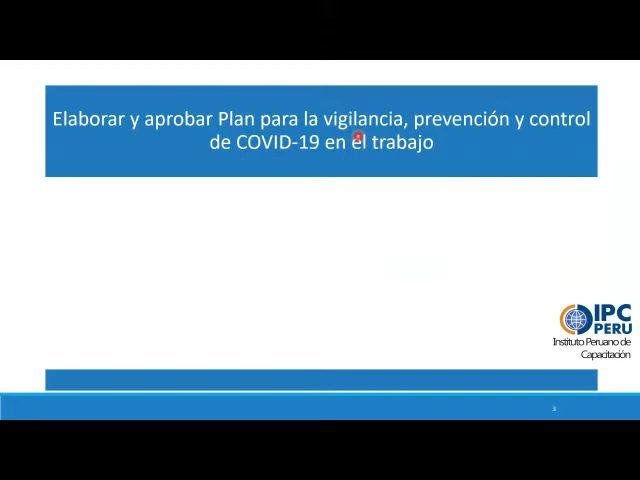 Elaborar y aprobar Plan para la vigilancia, prevención y control
de COVID-19 en el trabajo
IPC
PERU
Instituto Peruano de
Capacitación
3